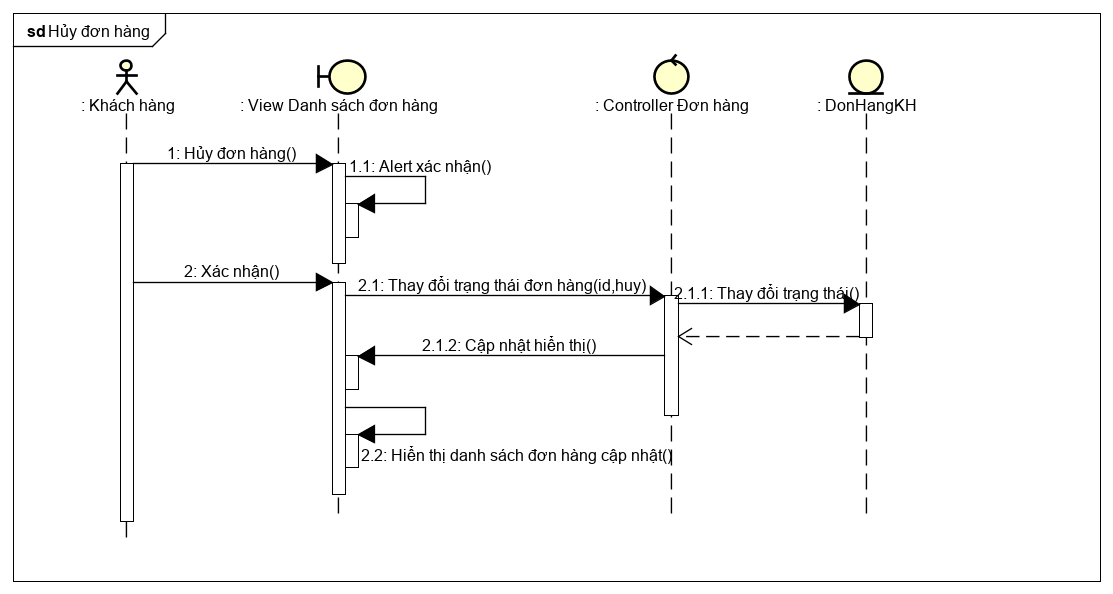 sd Hủy đơn hàng
: Khách hàng
: View Danh sách đơn hàng
: Controller Đơn hàng
: DonHangKH
1: Hủy đơn hàng()
1.1: Alert xác nhận()
2: Xác nhận()
2.1: Thay đổi trạng thái đơn hàng(id,huy)
2.1.1: Thay đổi trạng thái()
2.1.2: Cập nhật hiển thị()
2.2: Hiển thị danh sách đơn hàng cập nhật()